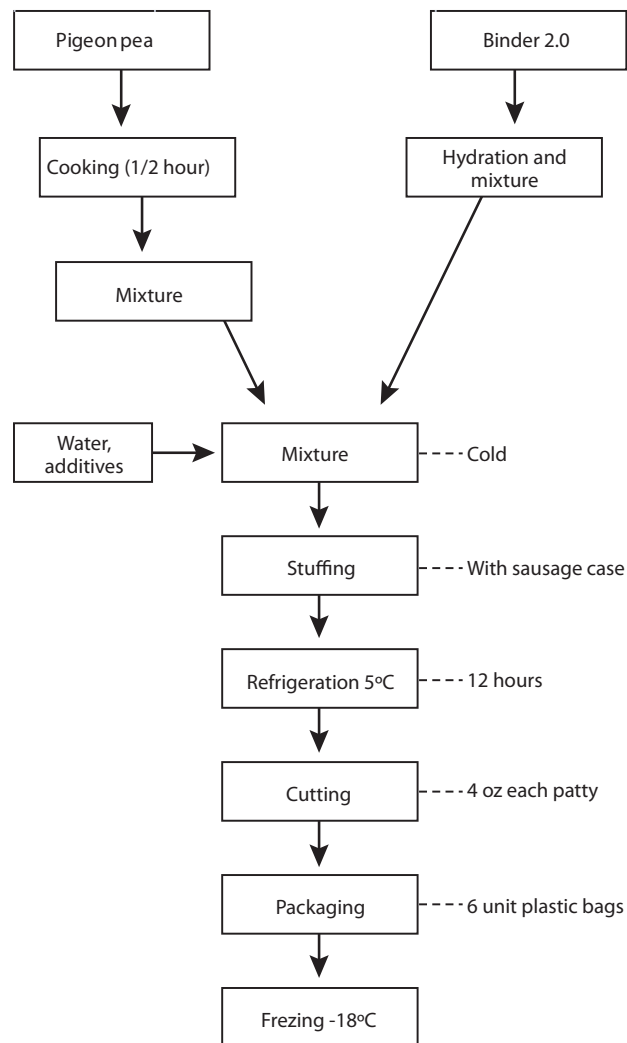 Pigeon pea
Binder 2.0
Cooking (1/2 hour)
Hydration and
mixture
Mixture
Water,
additives
Mixture
Cold
Stuffing
With sausage case
Refrigeration 5ºC
12 hours
Cutting
4 oz each patty
Packaging
6 unit plastic bags
Frezing -18ºC